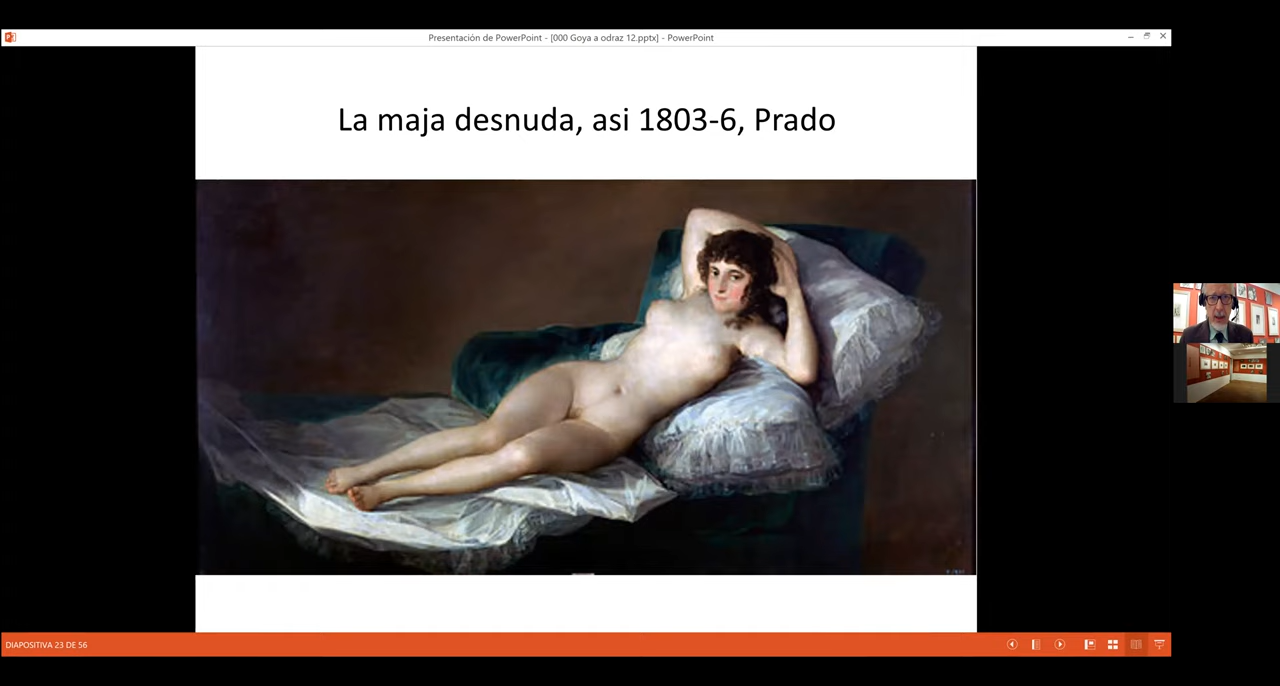 Presentación de PowerPoint - [000 Goya a odraz 12.pptx] - PowerPoint
La maja desnuda, asi 1803-6, Prado
DIAPOSITIVA 23 DE 56